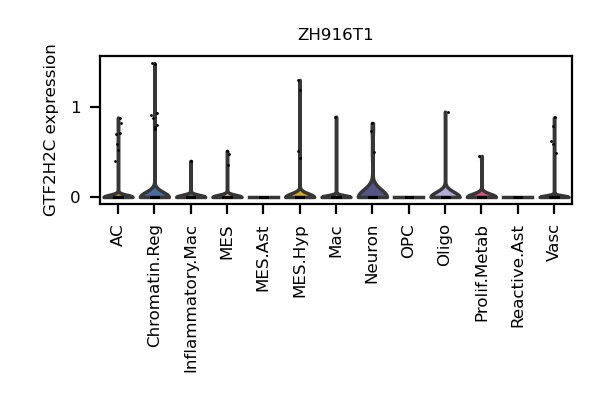 ZH916T1
GTF2H2C expression
1
0
AC
Chromatin.Reg
Inflammatory.Mac
MES
MES.Ast
MES.Hyp
Mac
Neuron
OPC
Oligo
Prolif.Metab
Reactive.Ast
Vasc